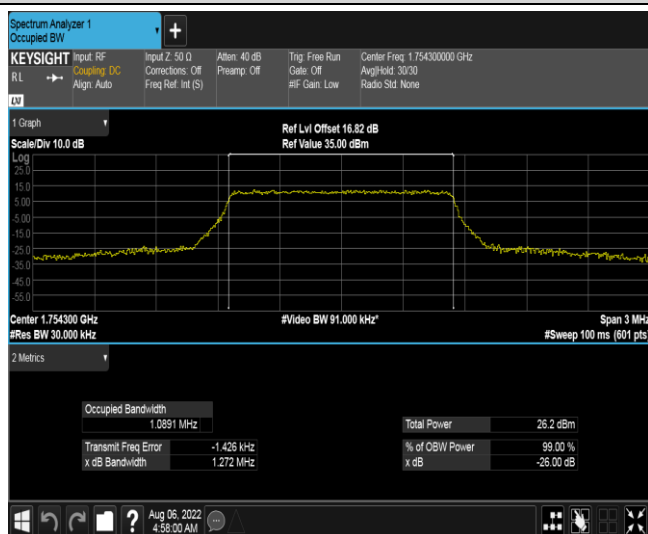 Spectrum Analyzer 1
Occupied BW
KEYSIGHT
RL
LXI
Input: RF
Coupling: DC
Align: Auto
Input Z: 50 Ω
Corrections: Off
Freq Ref: Int (S)
Atten: 40 dB
Preamp: Off
Trig: Free Run
Gate: Off
#IF Gain: Low
Center Freq: 1.754300000 GHz
Avg|Hold: 30/30
Radio Std: None
1 Graph
Scale/Div 10.0 dB
Ref Lvl Offset 16.82 dB
Ref Value 35.00 dBm
Log
25.0
15.0
5.00
-5.00
-15.0
-25.0
-35.0
-45.0
-55.0
Center 1.754300 GHz
#Res BW 30.000 kHz
#Video BW 91.000 kHz*
Span 3 MHz
#Sweep 100 ms (601 pts)
2 Metrics
Occupied Bandwidth
1.0891 MHz
Transmit Freq Error -1.426 kHz
x dB Bandwidth 1.272 MHz
Total Power 26.2 dBm
% of OBW Power 99.00 %
x dB -26.00 dB
Aug 06, 2022
4:58:00 AM